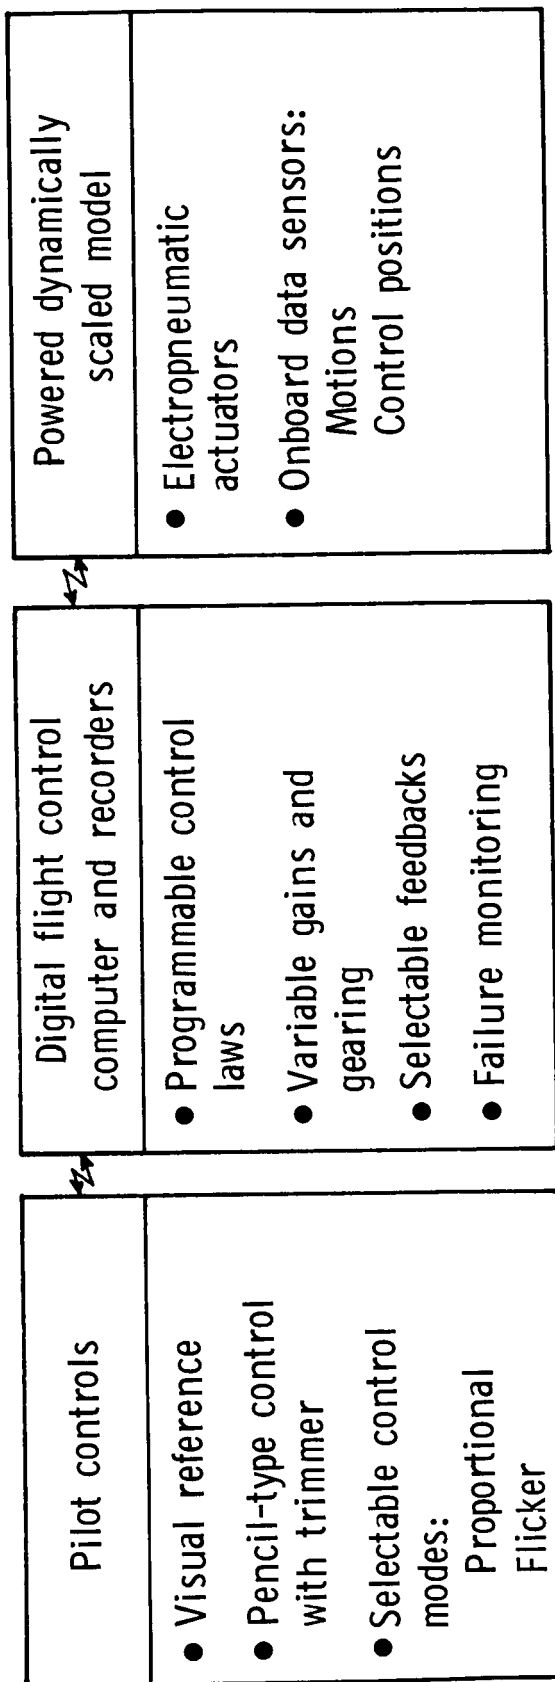 Pilot controls
● Visual reference
● Pencil-type control
with trimmer
● Selectable control
modes:
Proportional
Flicker
Digital flight control
computer and recorders
● Programmable control
laws
● Variable gains and
gearing
● Selectable feedbacks
● Failure monitoring
Powered dynamically
scaled model
● Electropneumatic
actuators
● Onboard data sensors:
Motions
Control positions